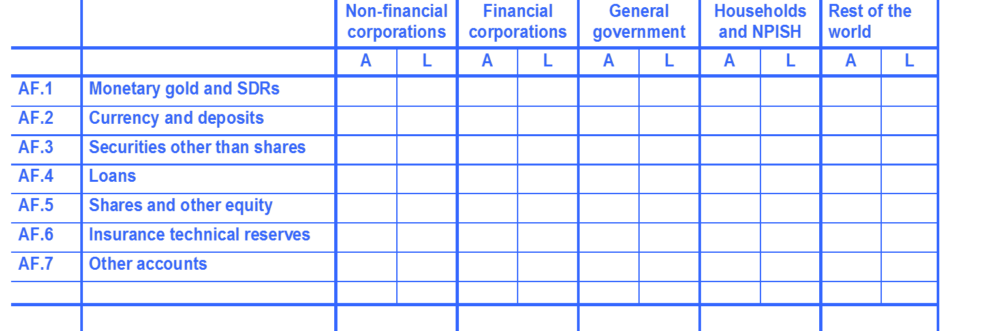 Non-financial corporations Financial corporations General government Households and NPISH Rest of the world
A L A L A L A L A L
AF.1 Monetary gold and SDRs
AF.2 Currency and deposits
AF.3 Securities other than shares
AF.4 Loans
AF.5 Shares and other equity
AF.6 Insurance technical reserves
AF.7 Other accounts